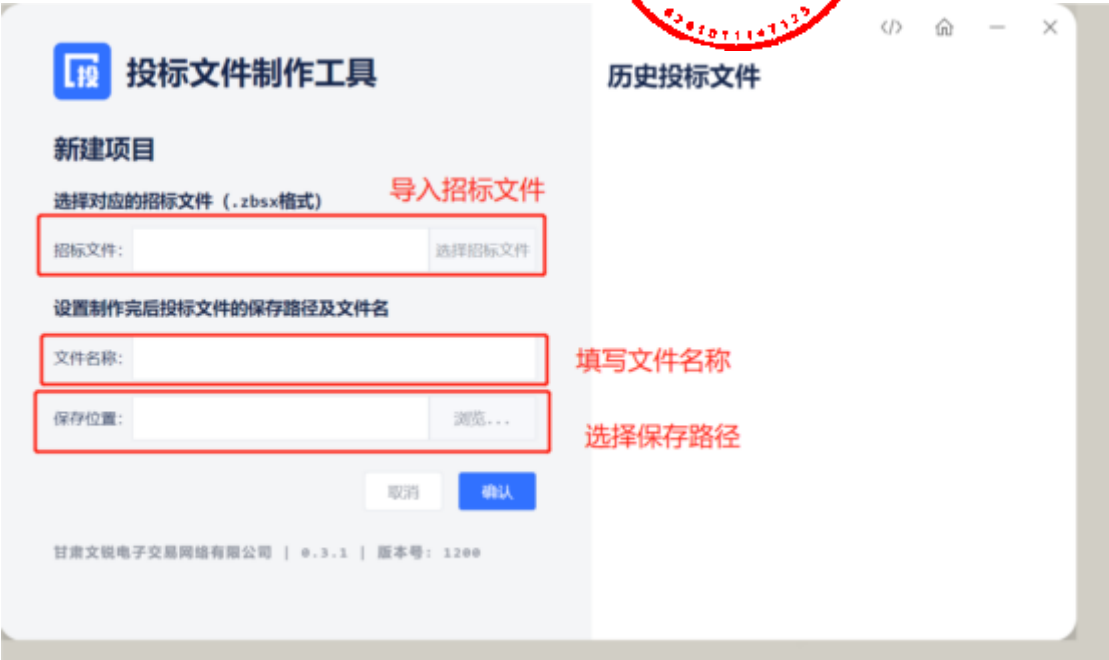 投
投标文件制作工具
新建项目
选择对应的招标文件（.zbsx格式）
导入招标文件
招标文件：
选择招标文件
设置制作完后投标文件的保存路径及文件名
文件名称：
填写文件名称
保存位置：
浏览...
选择保存路径
取消
确认
甘肃文锐电子交易网络有限公司 | 0.3.1 | 版本号：1200
</>
历史投标文件